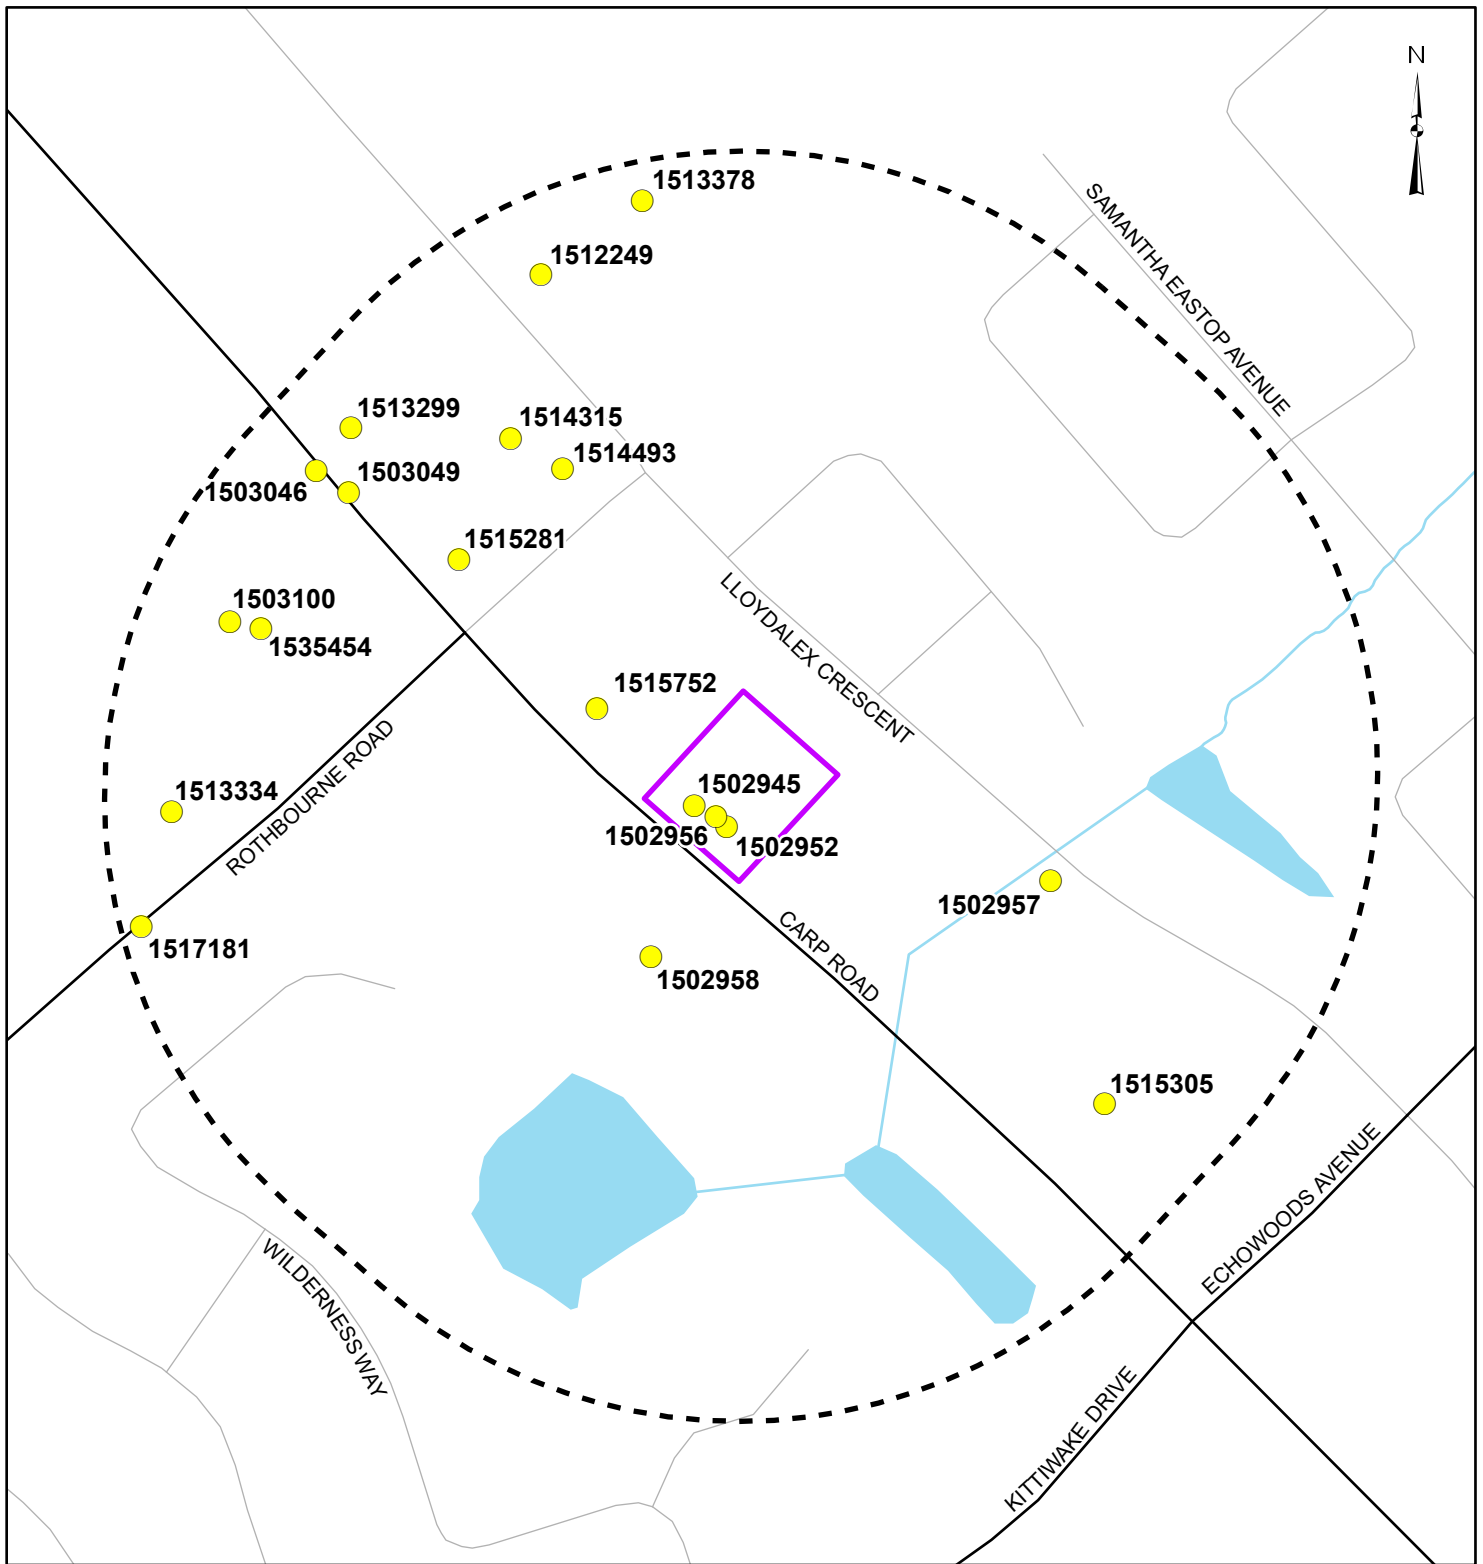 N
1513378
SAMANTHA EASTOP AVENUE
1512249
1513299
1514315
1514493
1503049
1503046
1515281
LLOYDALEX CRESCENT
1503100
1535454
1515752
ROTHBOURNE ROAD
1513334
1502945
1502956
1502952
1502957
CARP ROAD
1517181
1502958
1515305
ECHOWOODS AVENUE
WILDERNESS WAY
KITTIWAKE DRIVE